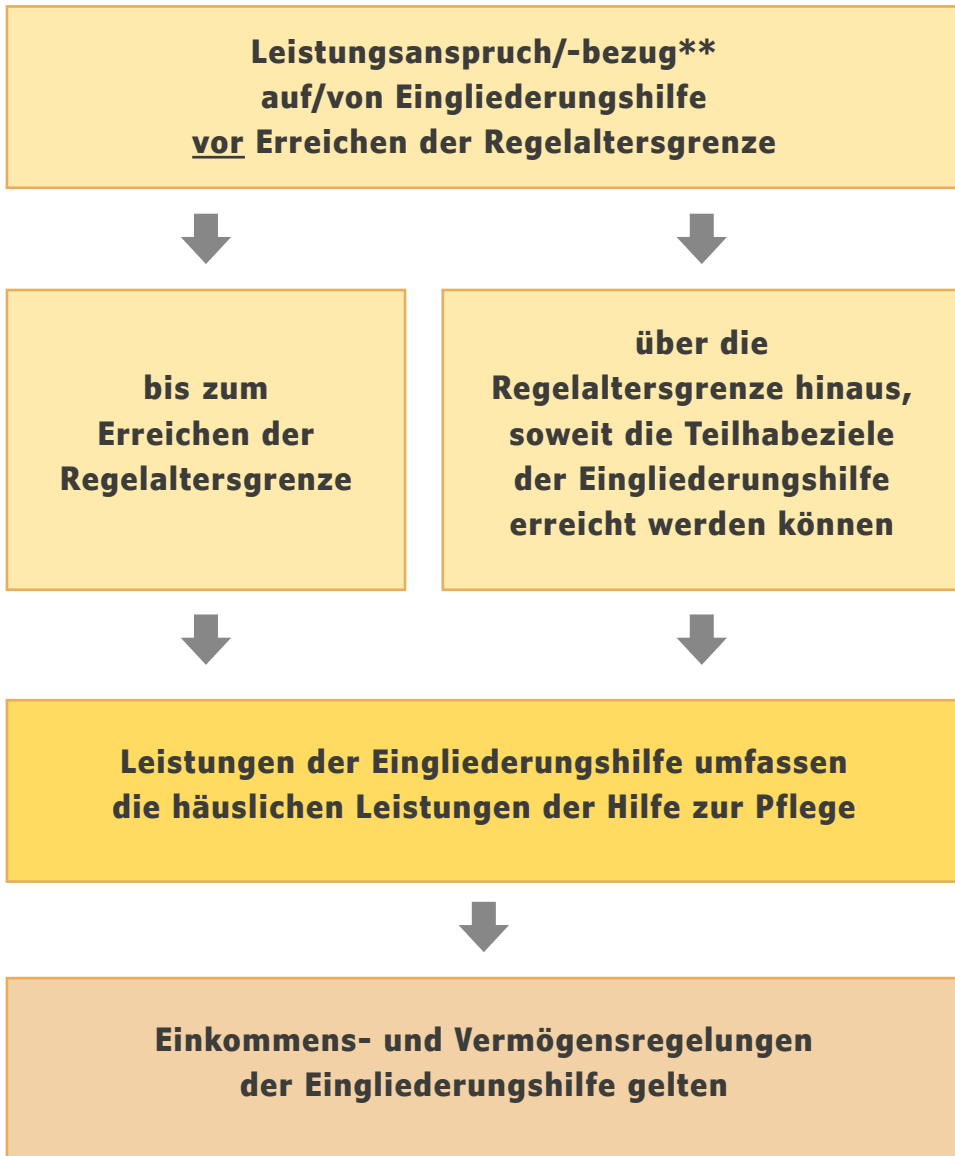 Leistungsanspruch/-bezug**
auf/von Eingliederungshilfe
vor Erreichen der Regelaltersgrenze
bis zum
Erreichen der
Regelaltersgrenze
über die
Regelaltersgrenze hinaus,
soweit die Teilhabeziele
der Eingliederungshilfe
erreicht werden können
Leistungen der Eingliederungshilfe umfassen
die häuslichen Leistungen der Hilfe zur Pflege
Einkommens- und Vermögensregelungen
der Eingliederungshilfe gelten